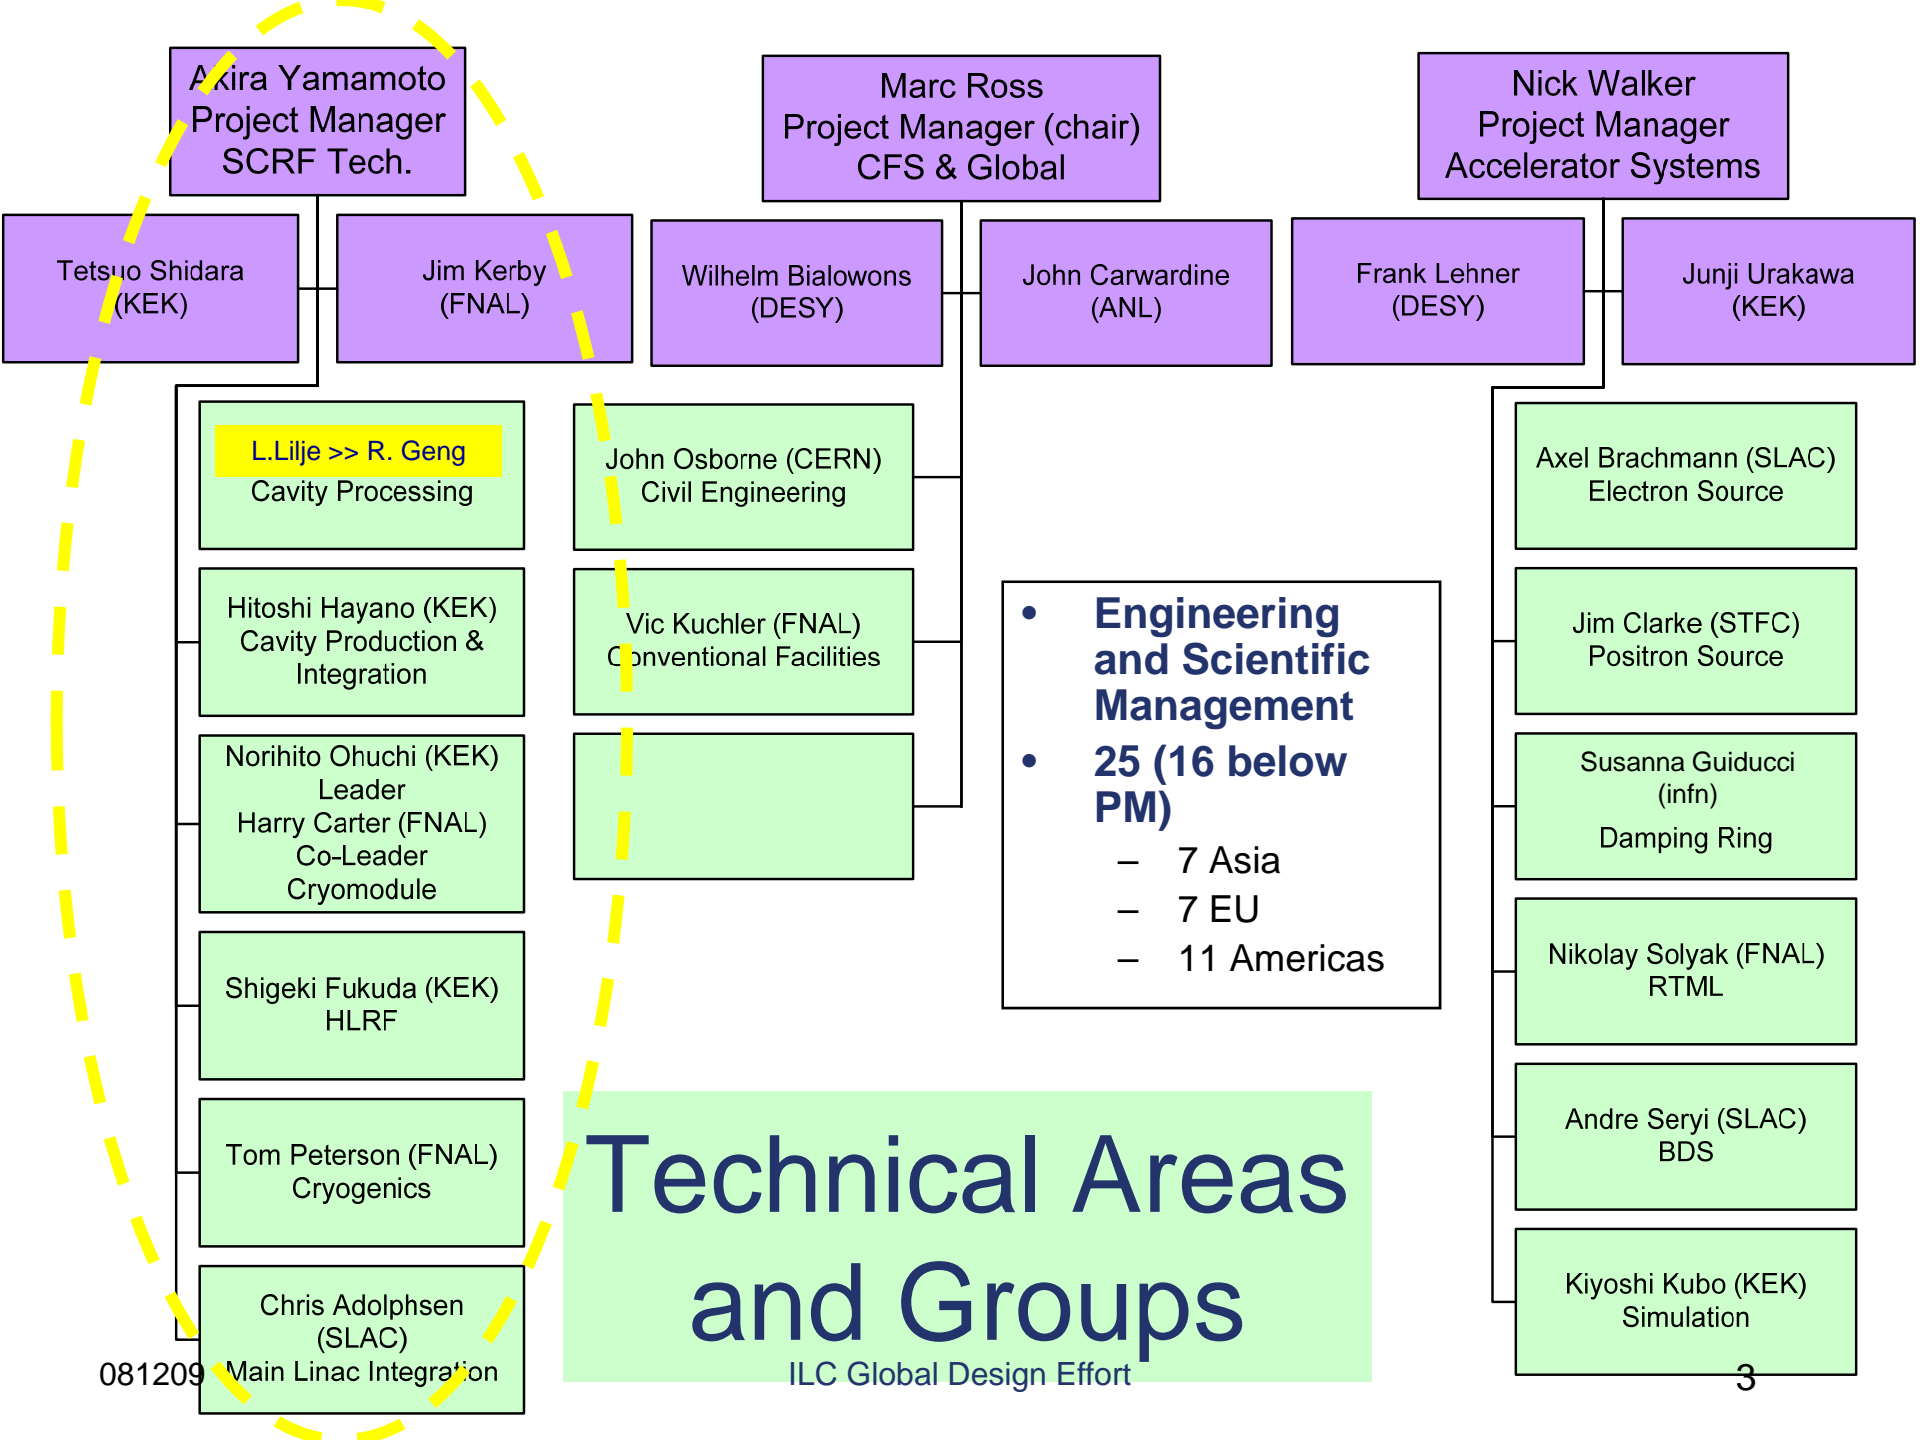 Akira Yamamoto
Project Manager
SCRF Tech.
Tetsuo Shidara
(KEK)
Jim Kerby
(FNAL)
L.Lilje >> R. Geng
Cavity Processing
Hitoshi Hayano (KEK)
Cavity Production &
Integration
Norihito Ohuchi (KEK)
Leader
Harry Carter (FNAL)
Co-Leader
Cryomodule
Shigeki Fukuda (KEK)
HLRF
Tom Peterson (FNAL)
Cryogenics
Chris Adolphsen
(SLAC)
Main Linac Integration
Marc Ross
Project Manager (chair)
CFS & Global
Wilhelm Bialowons
(DESY)
John Carwardine
(ANL)
John Osborne (CERN)
Civil Engineering
Vic Kuchler (FNAL)
Conventional Facilities
• Engineering
and Scientific
Management
• 25 (16 below
PM)
– 7 Asia
– 7 EU
– 11 Americas
Nick Walker
Project Manager
Accelerator Systems
Frank Lehner
(DESY)
Junji Urakawa
(KEK)
Axel Brachmann (SLAC)
Electron Source
Jim Clarke (STFC)
Positron Source
Susanna Guiducci
(infn)
Damping Ring
Nikolay Solyak (FNAL)
RTML
Andre Seryi (SLAC)
BDS
Kiyoshi Kubo (KEK)
Simulation
Technical Areas
and Groups
081209
ILC Global Design Effort
3